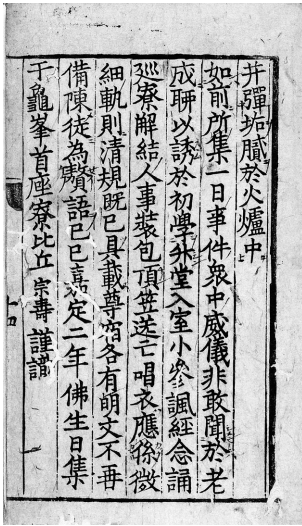 并彈垢膩於火爐中
如前所集一日事件衆中威儀非敢聞於老
成聊以誘於初學外堂入室小參諷經念誦
巡寮解結人事裝包頂笠送亡唱衣應係微
細軌則清規既已具載尊宿各有明文不再
備陳徒為贅語己巳嘉定二年佛生日集
于龜峯首座寮比丘宗壽謹識